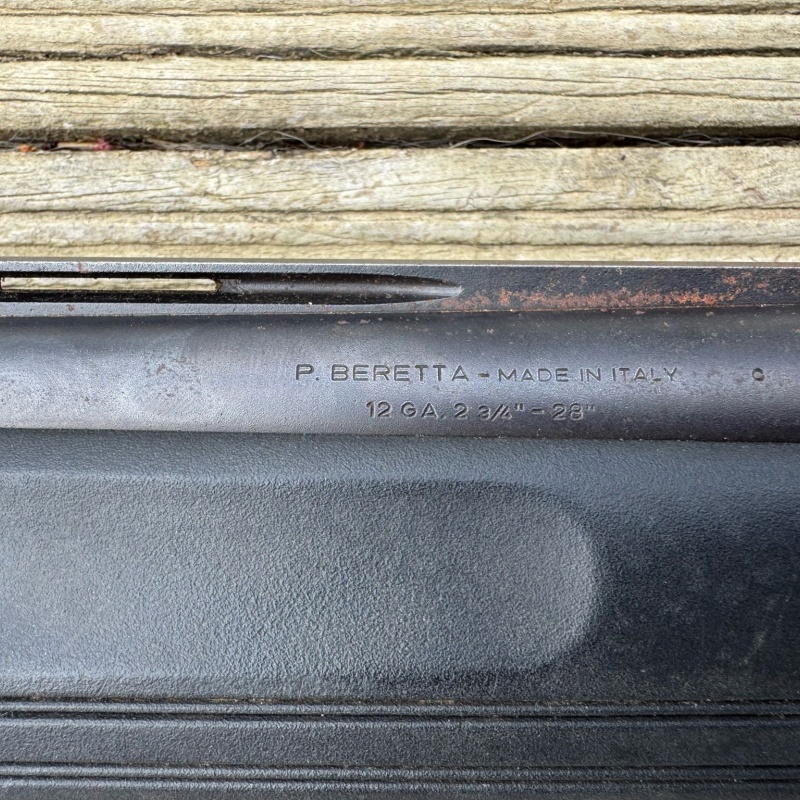 P. BERETTA - MADE IN ITALY
12 GA. 2 3/4" - 28"